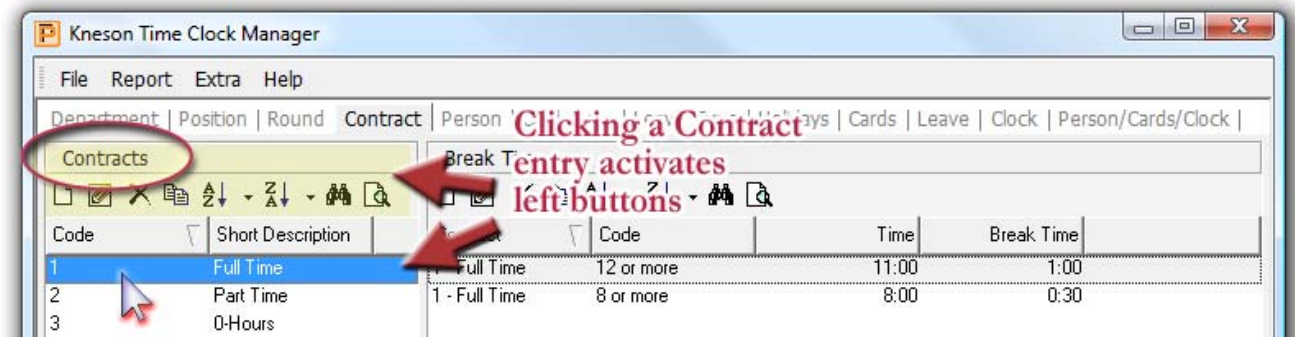 Kneson Time Clock Manager
File Report Extra Help
Department | Position | Round Contract | Person ays | Cards | Leave | Clock | Person/Cards/Clock |
Clicking a Contract
entry activates
left buttons
Contracts
Break
Code Short Description
Code Time Break Time
1 Full Time
1 - Full Time 12 or more 11:00 1:00
2 Part Time
1 - Full Time 8 or more 8:00 0:30
3 0-Hours